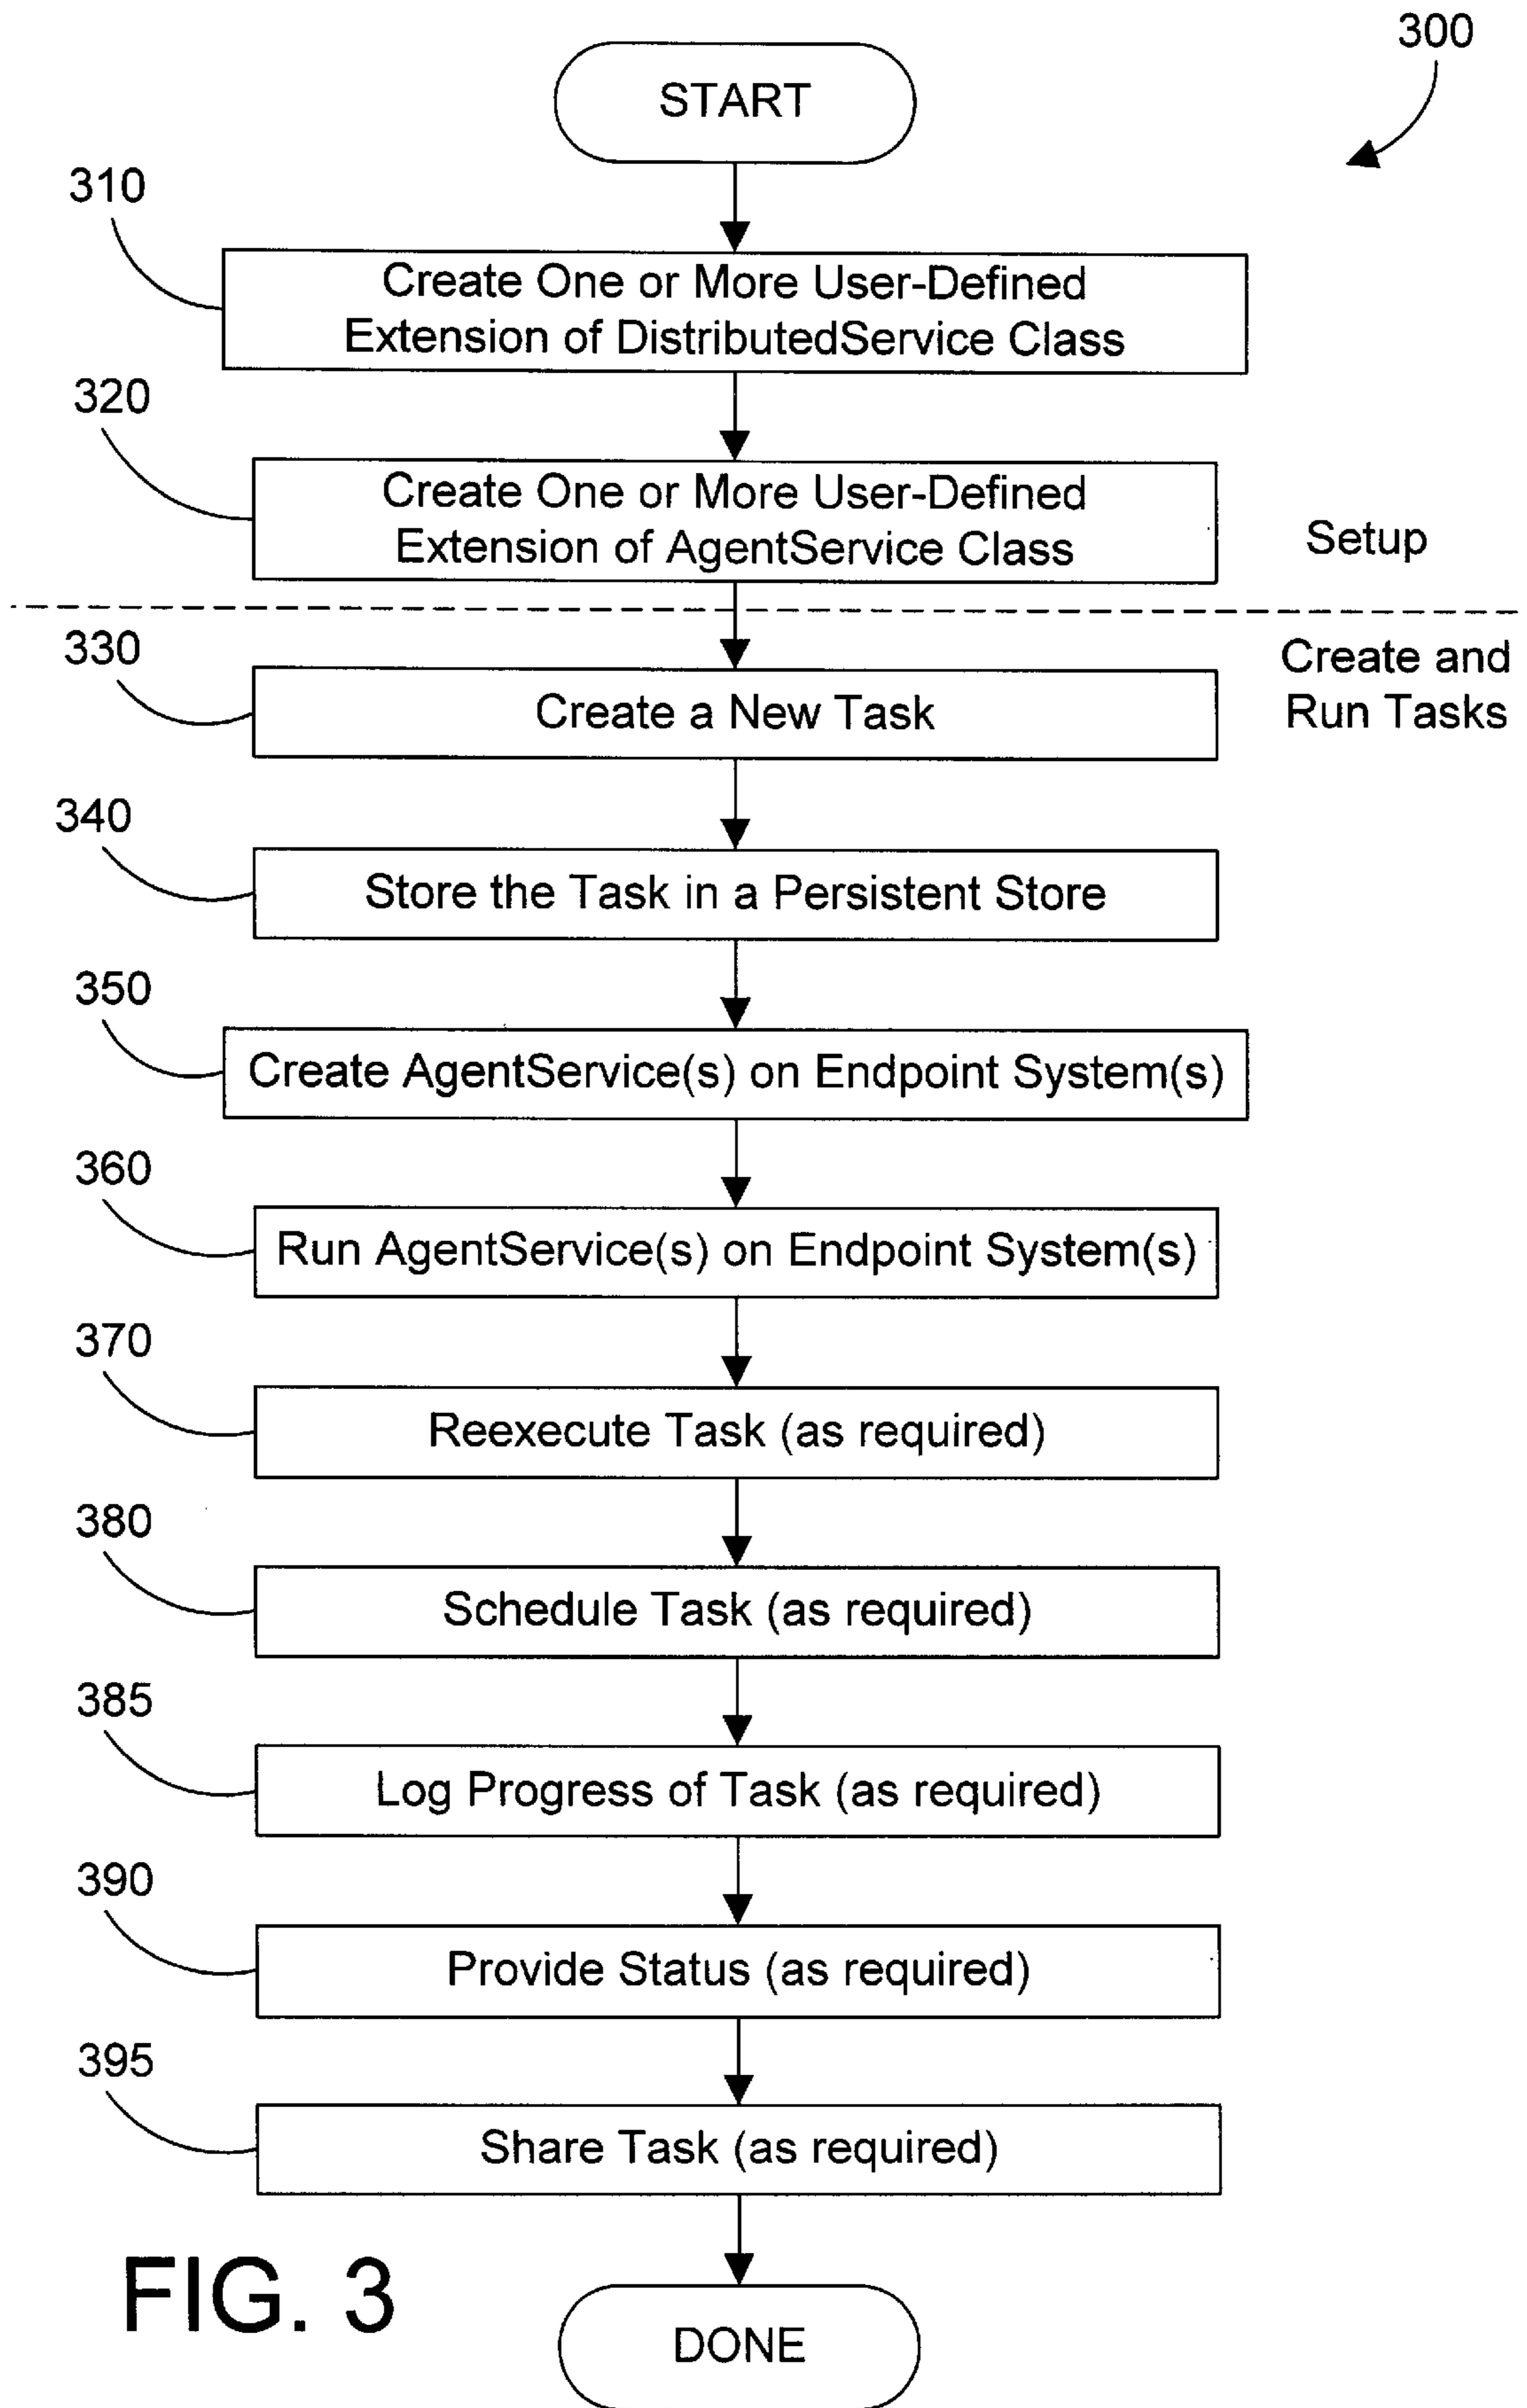 300
START
310
Create One or More User-Defined
Extension of DistributedService Class
320
Create One or More User-Defined
Extension of AgentService Class
Setup
330
Create and
Run Tasks
Create a New Task
340
Store the Task in a Persistent Store
350
Create AgentService(s) on Endpoint System(s)
360
Run AgentService(s) on Endpoint System(s)
370
Reexecute Task (as required)
380
Schedule Task (as required)
385
Log Progress of Task (as required)
390
Provide Status (as required)
395
Share Task (as required)
FIG. 3
DONE